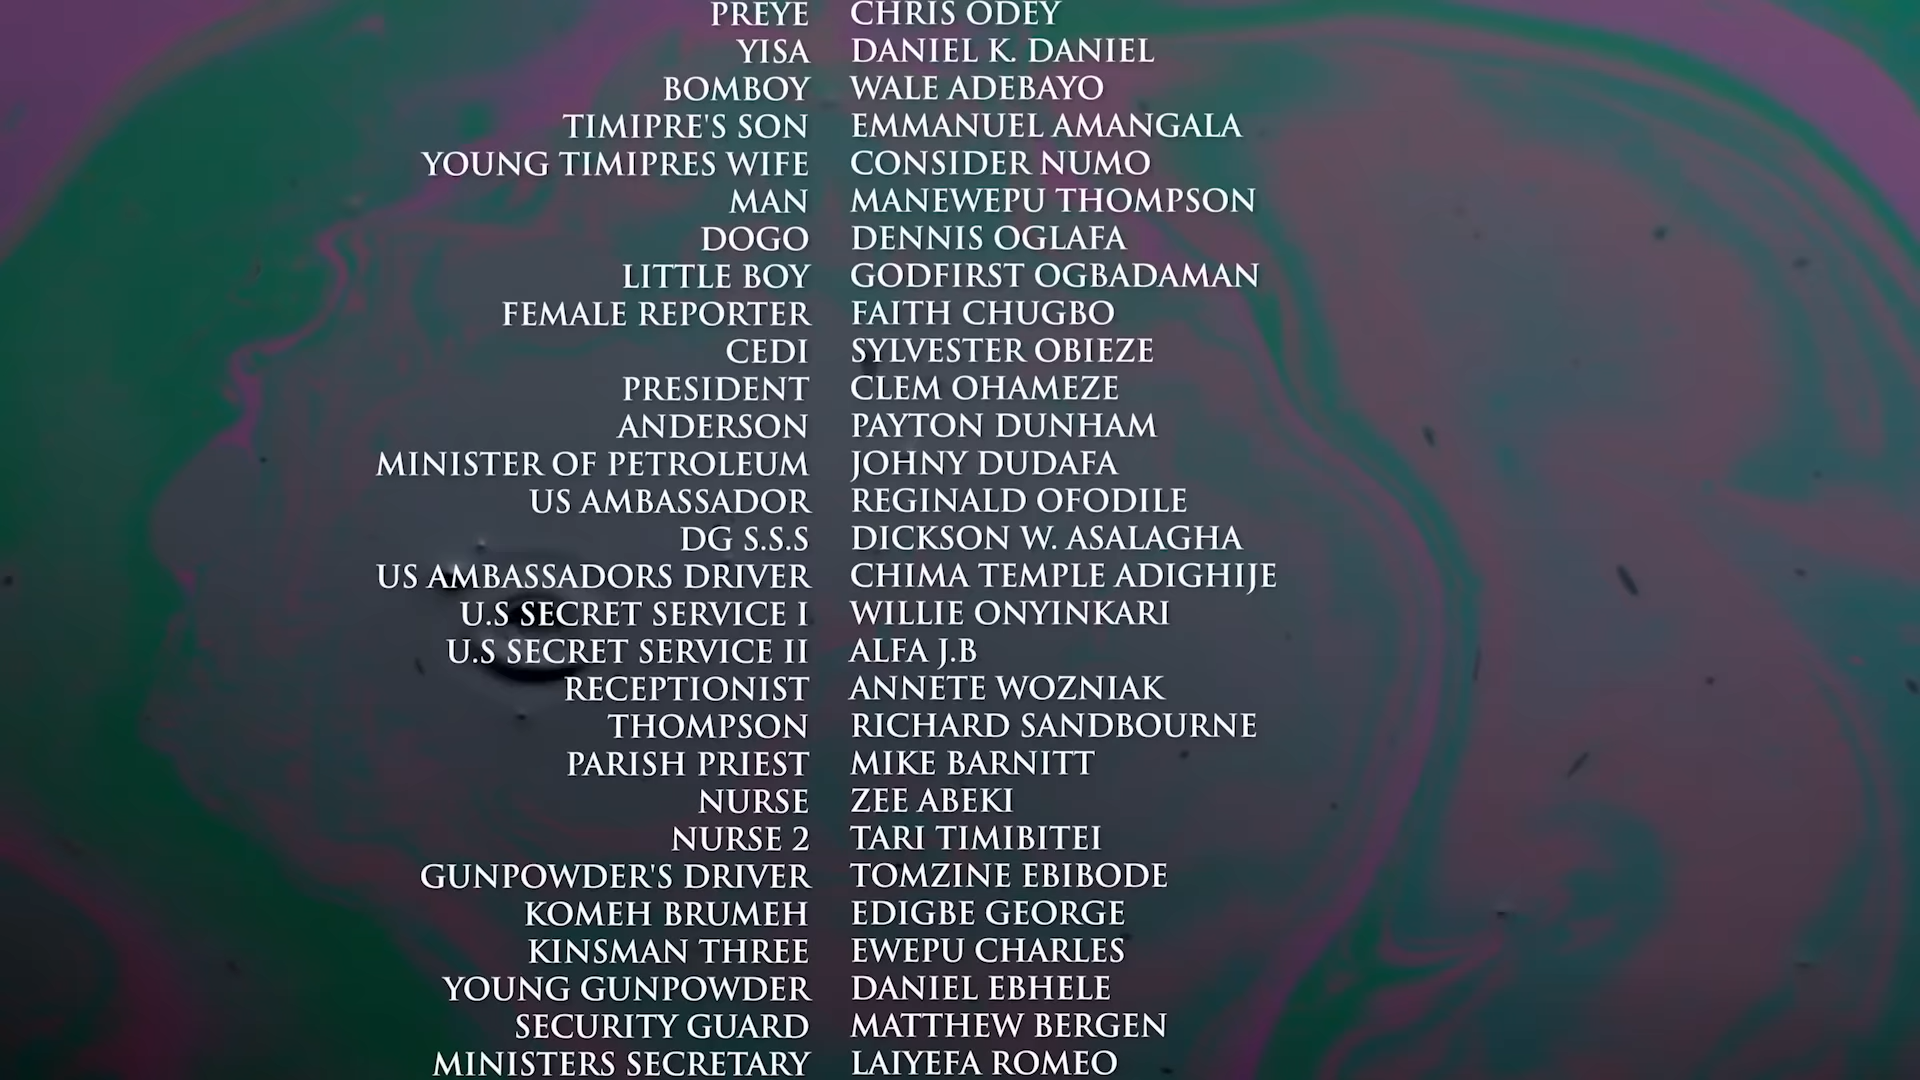 PREYE CHRIS ODEY
YISA DANIEL K. DANIEL
BOMBOY WALE ADEBAYO
TIMIPRE'S SON EMMANUEL AMANGALA
YOUNG TIMIPRES WIFE CONSIDER NUMO
MAN MANEWEPU THOMPSON
DOGO DENNIS OGLAFA
LITTLE BOY GODFIRST OGBADAMAN
FEMALE REPORTER FAITH CHUGBO
CEDI SYLVESTER OBIEZE
PRESIDENT CLEM OHAMEZE
ANDERSON PAYTON DUNHAM
MINISTER OF PETROLEUM JOHNY DUDAFA
US AMBASSADOR REGINALD OFODILE
DG S.S.S DICKSON W. ASALAGHA
US AMBASSADORS DRIVER CHIMA TEMPLE ADIGHIJE
U.S SECRET SERVICE I WILLIE ONYINKARI
U.S SECRET SERVICE II ALFA J.B
RECEPTIONIST ANNETE WOZNIAK
THOMPSON RICHARD SANDBOURNE
PARISH PRIEST MIKE BARNITT
NURSE ZEE ABEKI
NURSE 2 TARI TIMIBITEI
GUNPOWDER'S DRIVER TOMZINE EBIBODE
KOMEH BRUMEH EDIGBE GEORGE
KINSMAN THREE EWEPU CHARLES
YOUNG GUNPOWDER DANIEL EBHELE
SECURITY GUARD MATTHEW BERGEN
MINISTERS SECRETARY LAIYEFA ROMEO